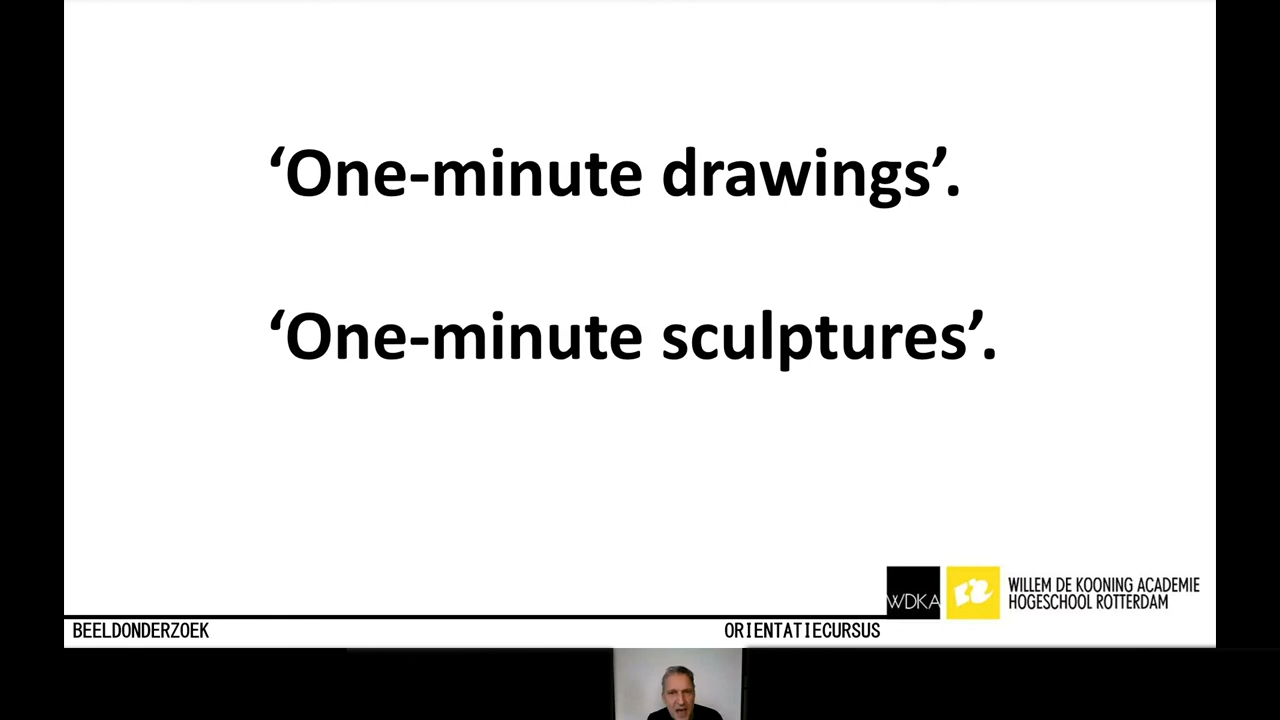 ‘One-minute drawings’.
‘One-minute sculptures’.
WDKA
WILLEM DE KOONING ACADEMIE
HOGESCHOOL ROTTERDAM
BEELDONDERZOEK
ORIENTATIECURSUS